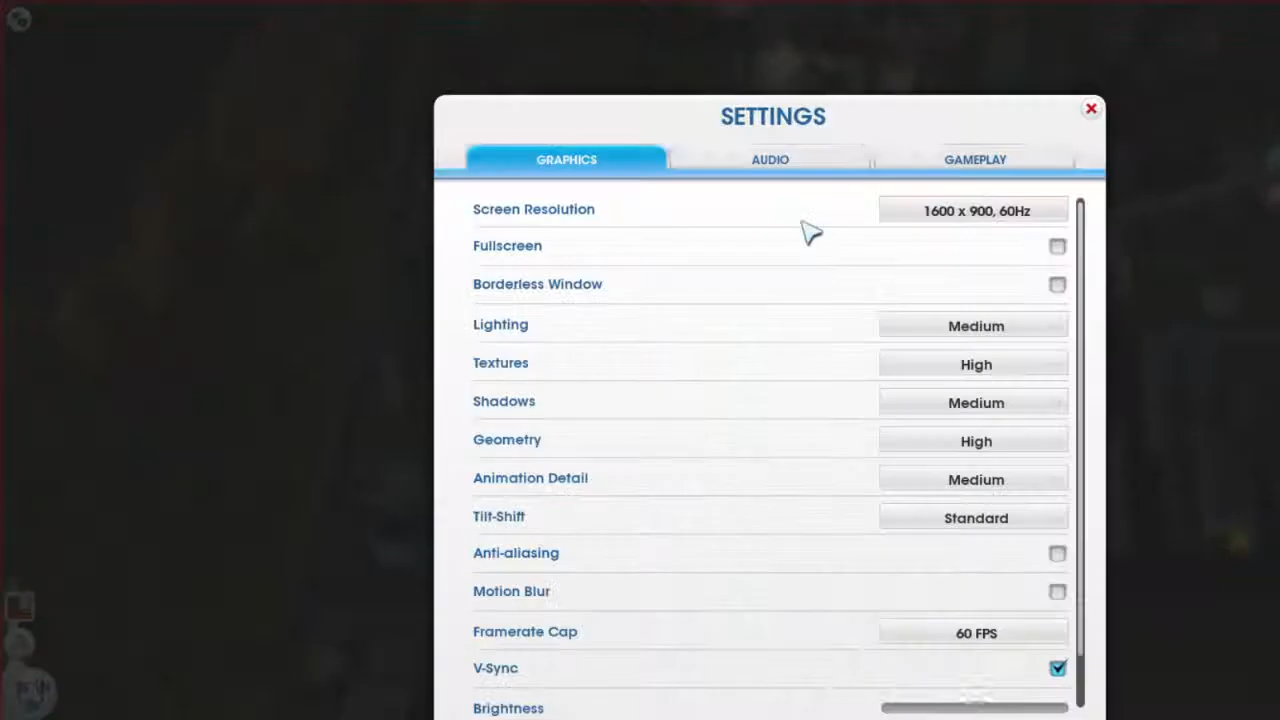 SETTINGS
GRAPHICS AUDIO GAMEPLAY
Screen Resolution 1600 x 900, 60Hz
Fullscreen
Borderless Window
Lighting Medium
Textures High
Shadows Medium
Geometry High
Animation Detail Medium
Tilt-Shift Standard
Anti-aliasing
Motion Blur
Framerate Cap 60 FPS
V-Sync
Brightness